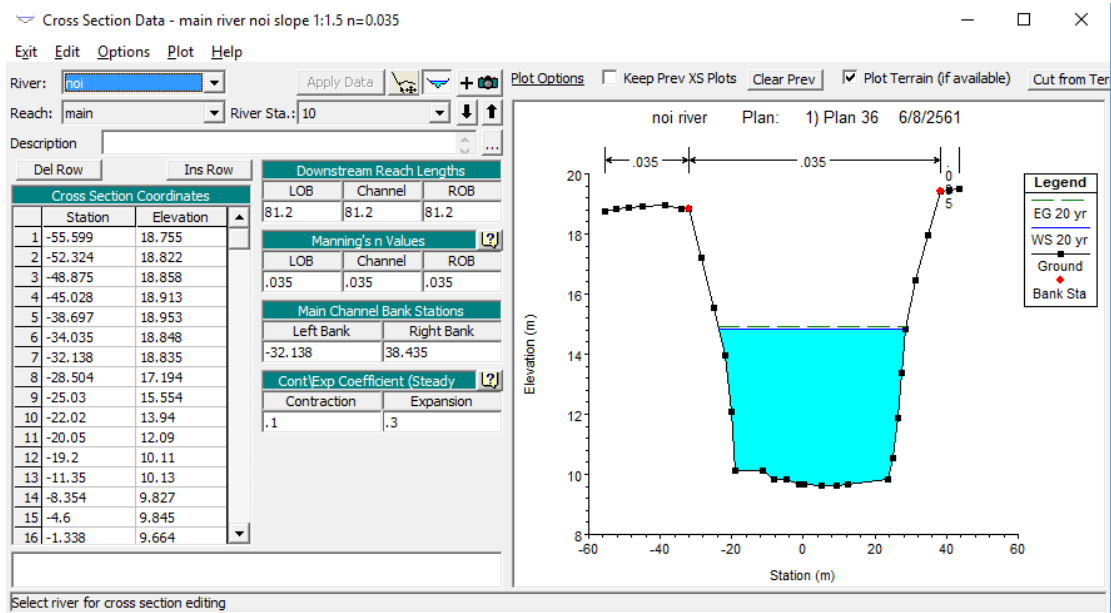 Cross Section Data - main river noi slope 1:1.5 n=0.035
Exit Edit Options Plot Help
River: noi Apply Data
Reach: main River Sta.: 10
Description ...
Del Row Ins Row
Cross Section Coordinates
Station Elevation
1 -55.599 18.755
2 -52.324 18.822
3 -48.875 18.858
4 -45.028 18.913
5 -38.697 18.953
6 -34.035 18.848
7 -32.138 18.835
8 -28.504 17.194
9 -25.03 15.554
10 -22.02 13.94
11 -20.05 12.09
12 -19.2 10.11
13 -11.35 10.13
14 -8.354 9.827
15 -4.6 9.845
16 -1.338 9.664
Downstream Reach Lengths
LOB Channel ROB
81.2 81.2 81.2
Manning's n Values ?
LOB Channel ROB
.035 .035 .035
Main Channel Bank Stations
Left Bank Right Bank
-32.138 38.435
Cont\Exp Coefficient (Steady ?
Contraction Expansion
.1 .3
Select river for cross section editing
Plot Options Keep Prev XS Plots Clear Prev Plot Terrain (if available) Cut from Ter
noi river Plan: 1) Plan 36 6/8/2561
.035 .035
20
18
16
14
12
10
8
Elevation (m)
-60 -40 -20 0 20 40 60
Station (m)
Legend
EG 20 yr
WS 20 yr
Ground
Bank Sta